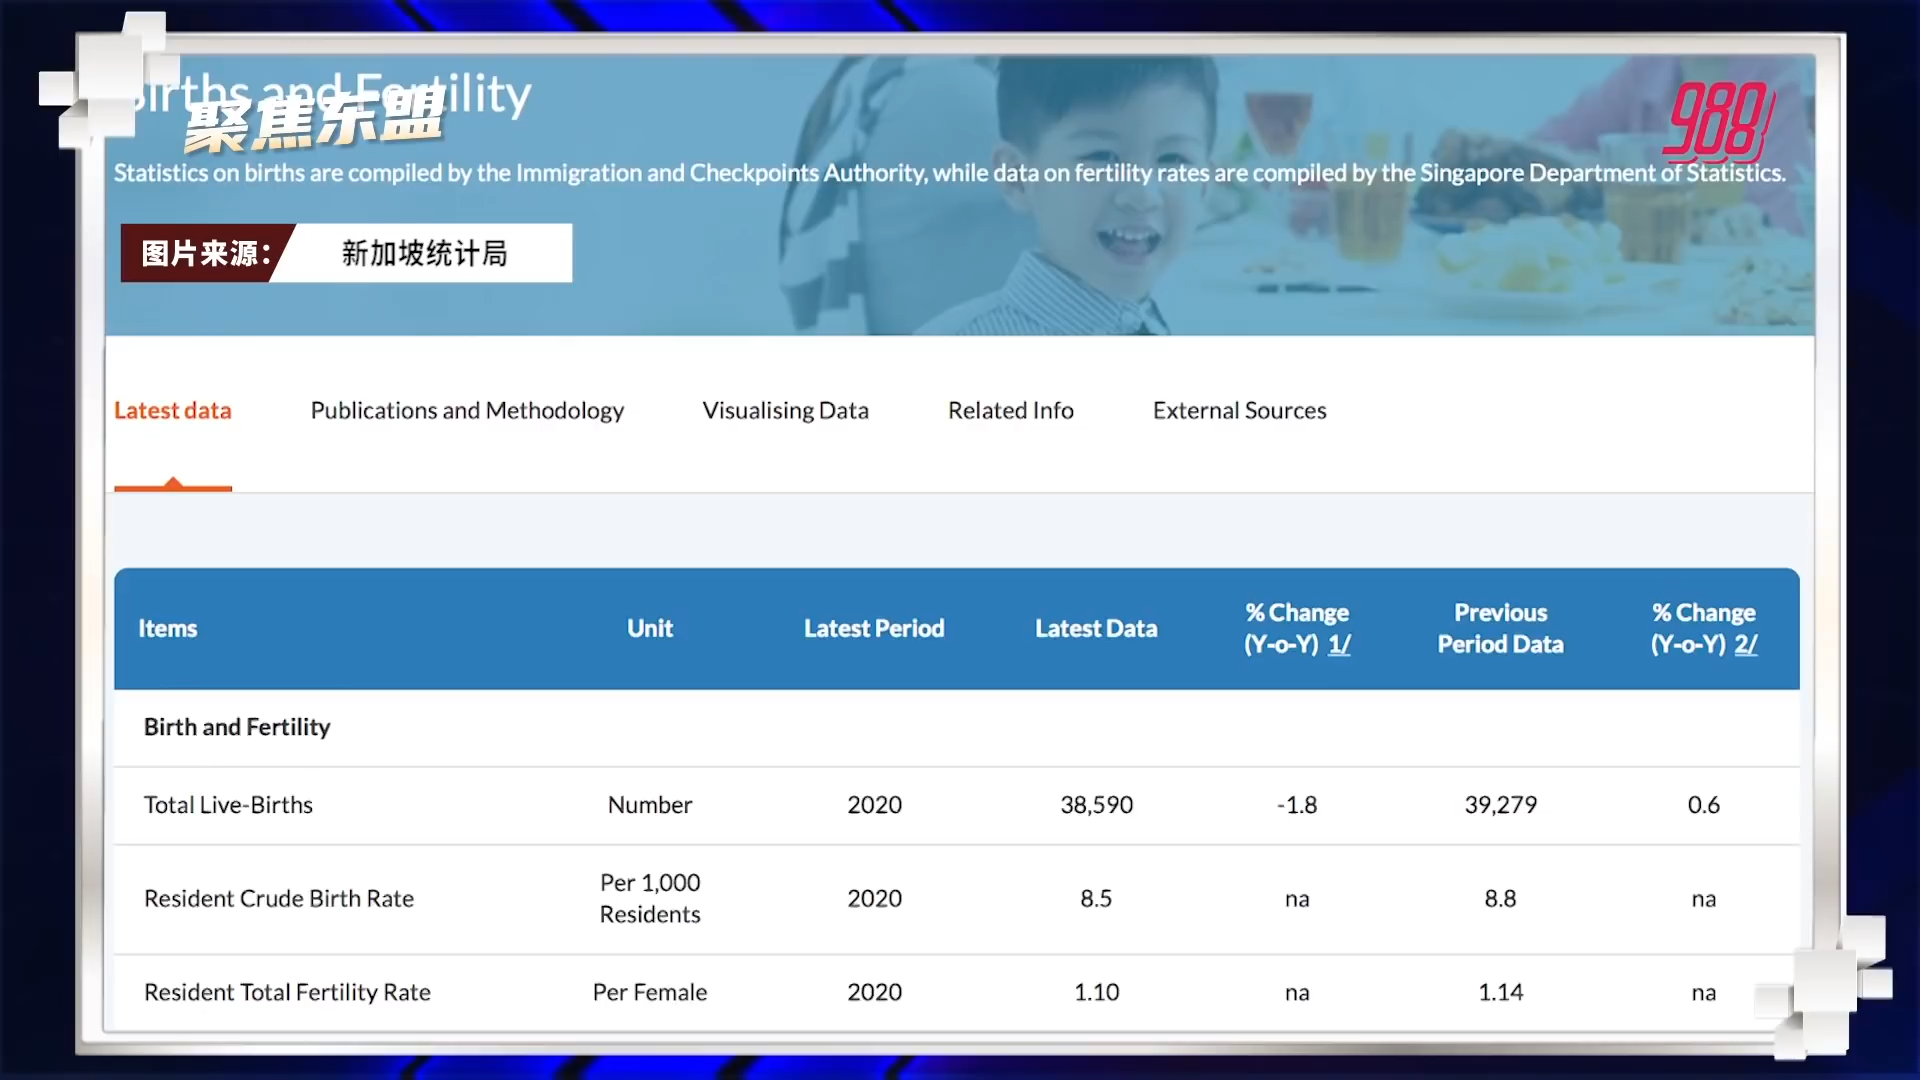 Births and Fertility
聚焦东盟
988
Statistics on births are compiled by the Immigration and Checkpoints Authority, while data on fertility rates are compiled by the Singapore Department of Statistics.
图片来源： 新加坡统计局
Latest data Publications and Methodology Visualising Data Related Info External Sources
Items Unit Latest Period Latest Data % Change (Y-o-Y) 1/ Previous Period Data % Change (Y-o-Y) 2/
Birth and Fertility
Total Live-Births Number 2020 38,590 -1.8 39,279 0.6
Resident Crude Birth Rate Per 1,000 Residents 2020 8.5 na 8.8 na
Resident Total Fertility Rate Per Female 2020 1.10 na 1.14 na